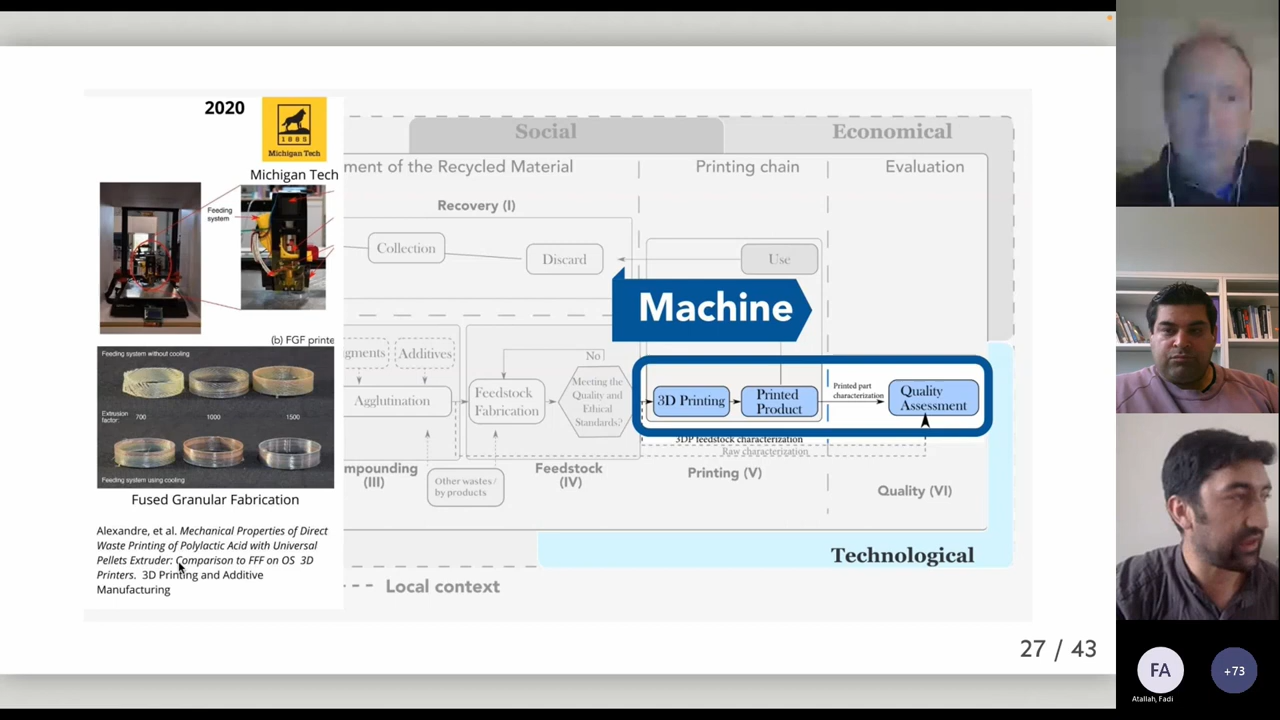 2020
1885
Michigan Tech
Michigan Tech
Feeding
system
(b) FGF printe
Feeding system without cooling
Extrusion
factor:
700
1000
1500
Feeding system using cooling
Fused Granular Fabrication
Alexandre, et al. Mechanical Properties of Direct
Waste Printing of Polylactic Acid with Universal
Pellets Extruder: Comparison to FFF on OS 3D
Printers. 3D Printing and Additive
Manufacturing
Social
Economical
ment of the Recycled Material
Printing chain
Evaluation
Recovery (I)
Collection
Discard
Use
Machine
gments
Additives
Agglutination
No
Feedstock
Fabrication
Meeting the
Quality and
Ethical
Standards?
3D Printing
Printed
Product
Printed part
characterization
Quality
Assessment
3DP feedstock characterization
Raw characterization
mpounding
(III)
Other wastes/
by products
Feedstock
(IV)
Printing (V)
Quality (VI)
Technological
Local context
27 / 43
FA
+73
Atallah, Fadi